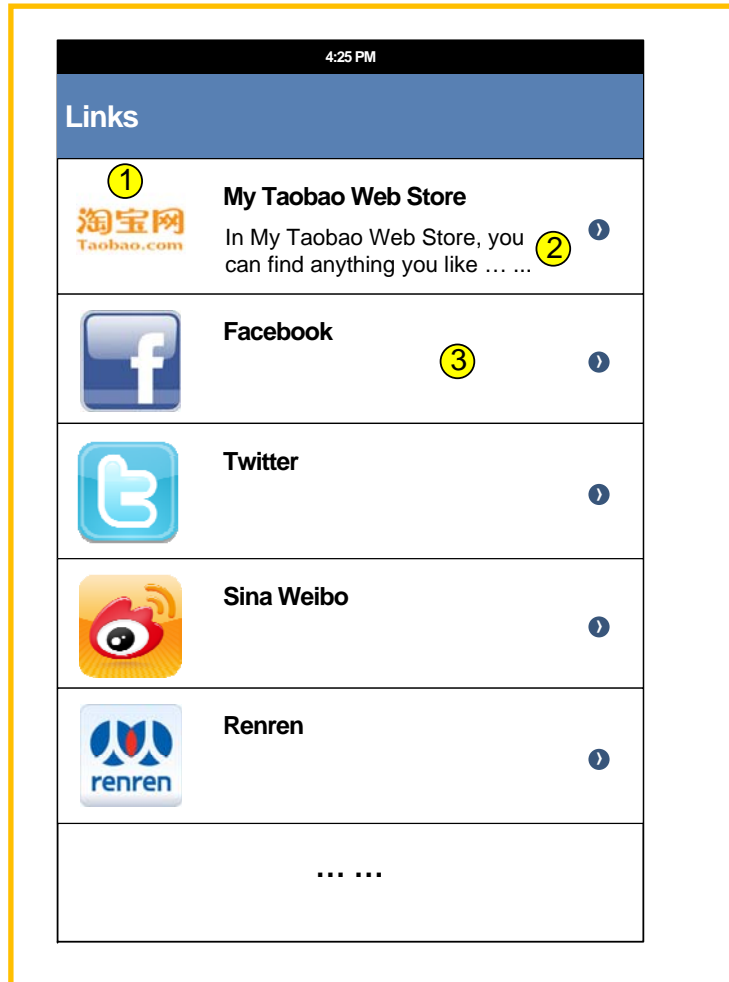 4:25 PM
Links
1
淘宝网
Taobao.com
My Taobao Web Store
In My Taobao Web Store, you
can find anything you like … ...
2
f
Facebook
3
t
Twitter
Sina Weibo
renren
Renren
… …